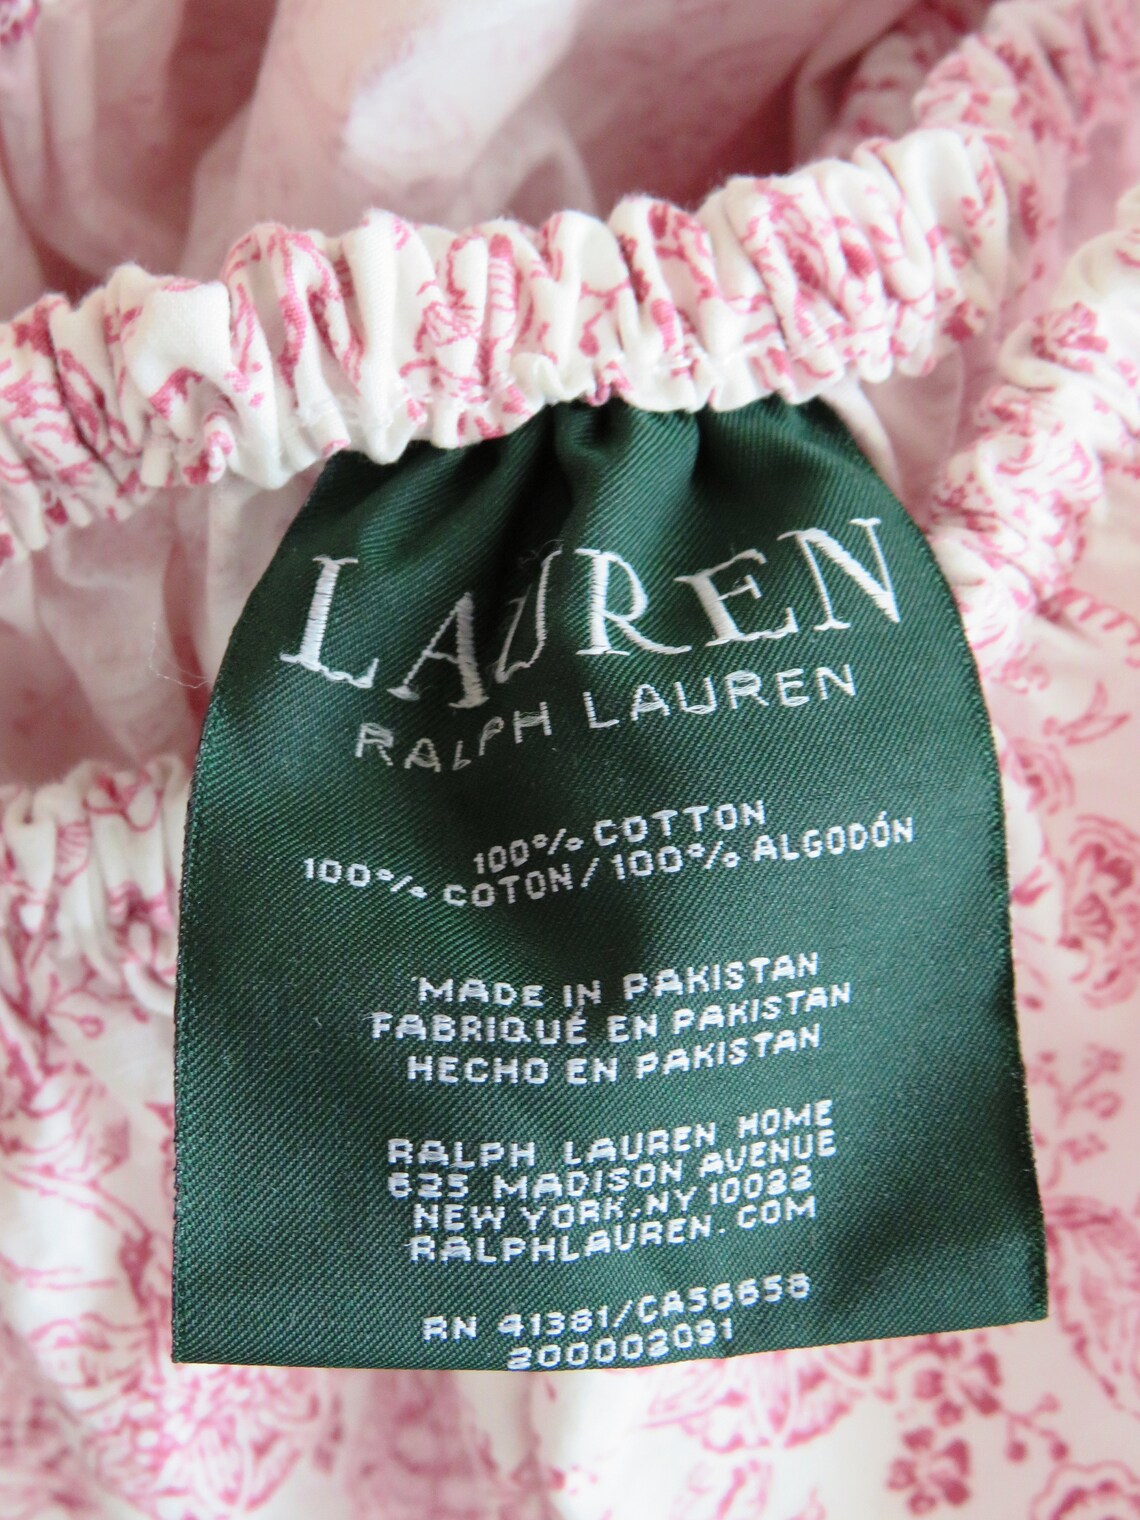 LAUREN
RALPH LAUREN
100% COTTON
100% COTON/100% ALGODÓN
MADE IN PAKISTAN
FABRIQUÉ EN PAKISTAN
HECHO EN PAKISTAN
RALPH LAUREN HOME
625 MADISON AVENUE
NEW YORK, NY 10022
RALPHLAUREN.COM
RN 41381/CA56658
200002091